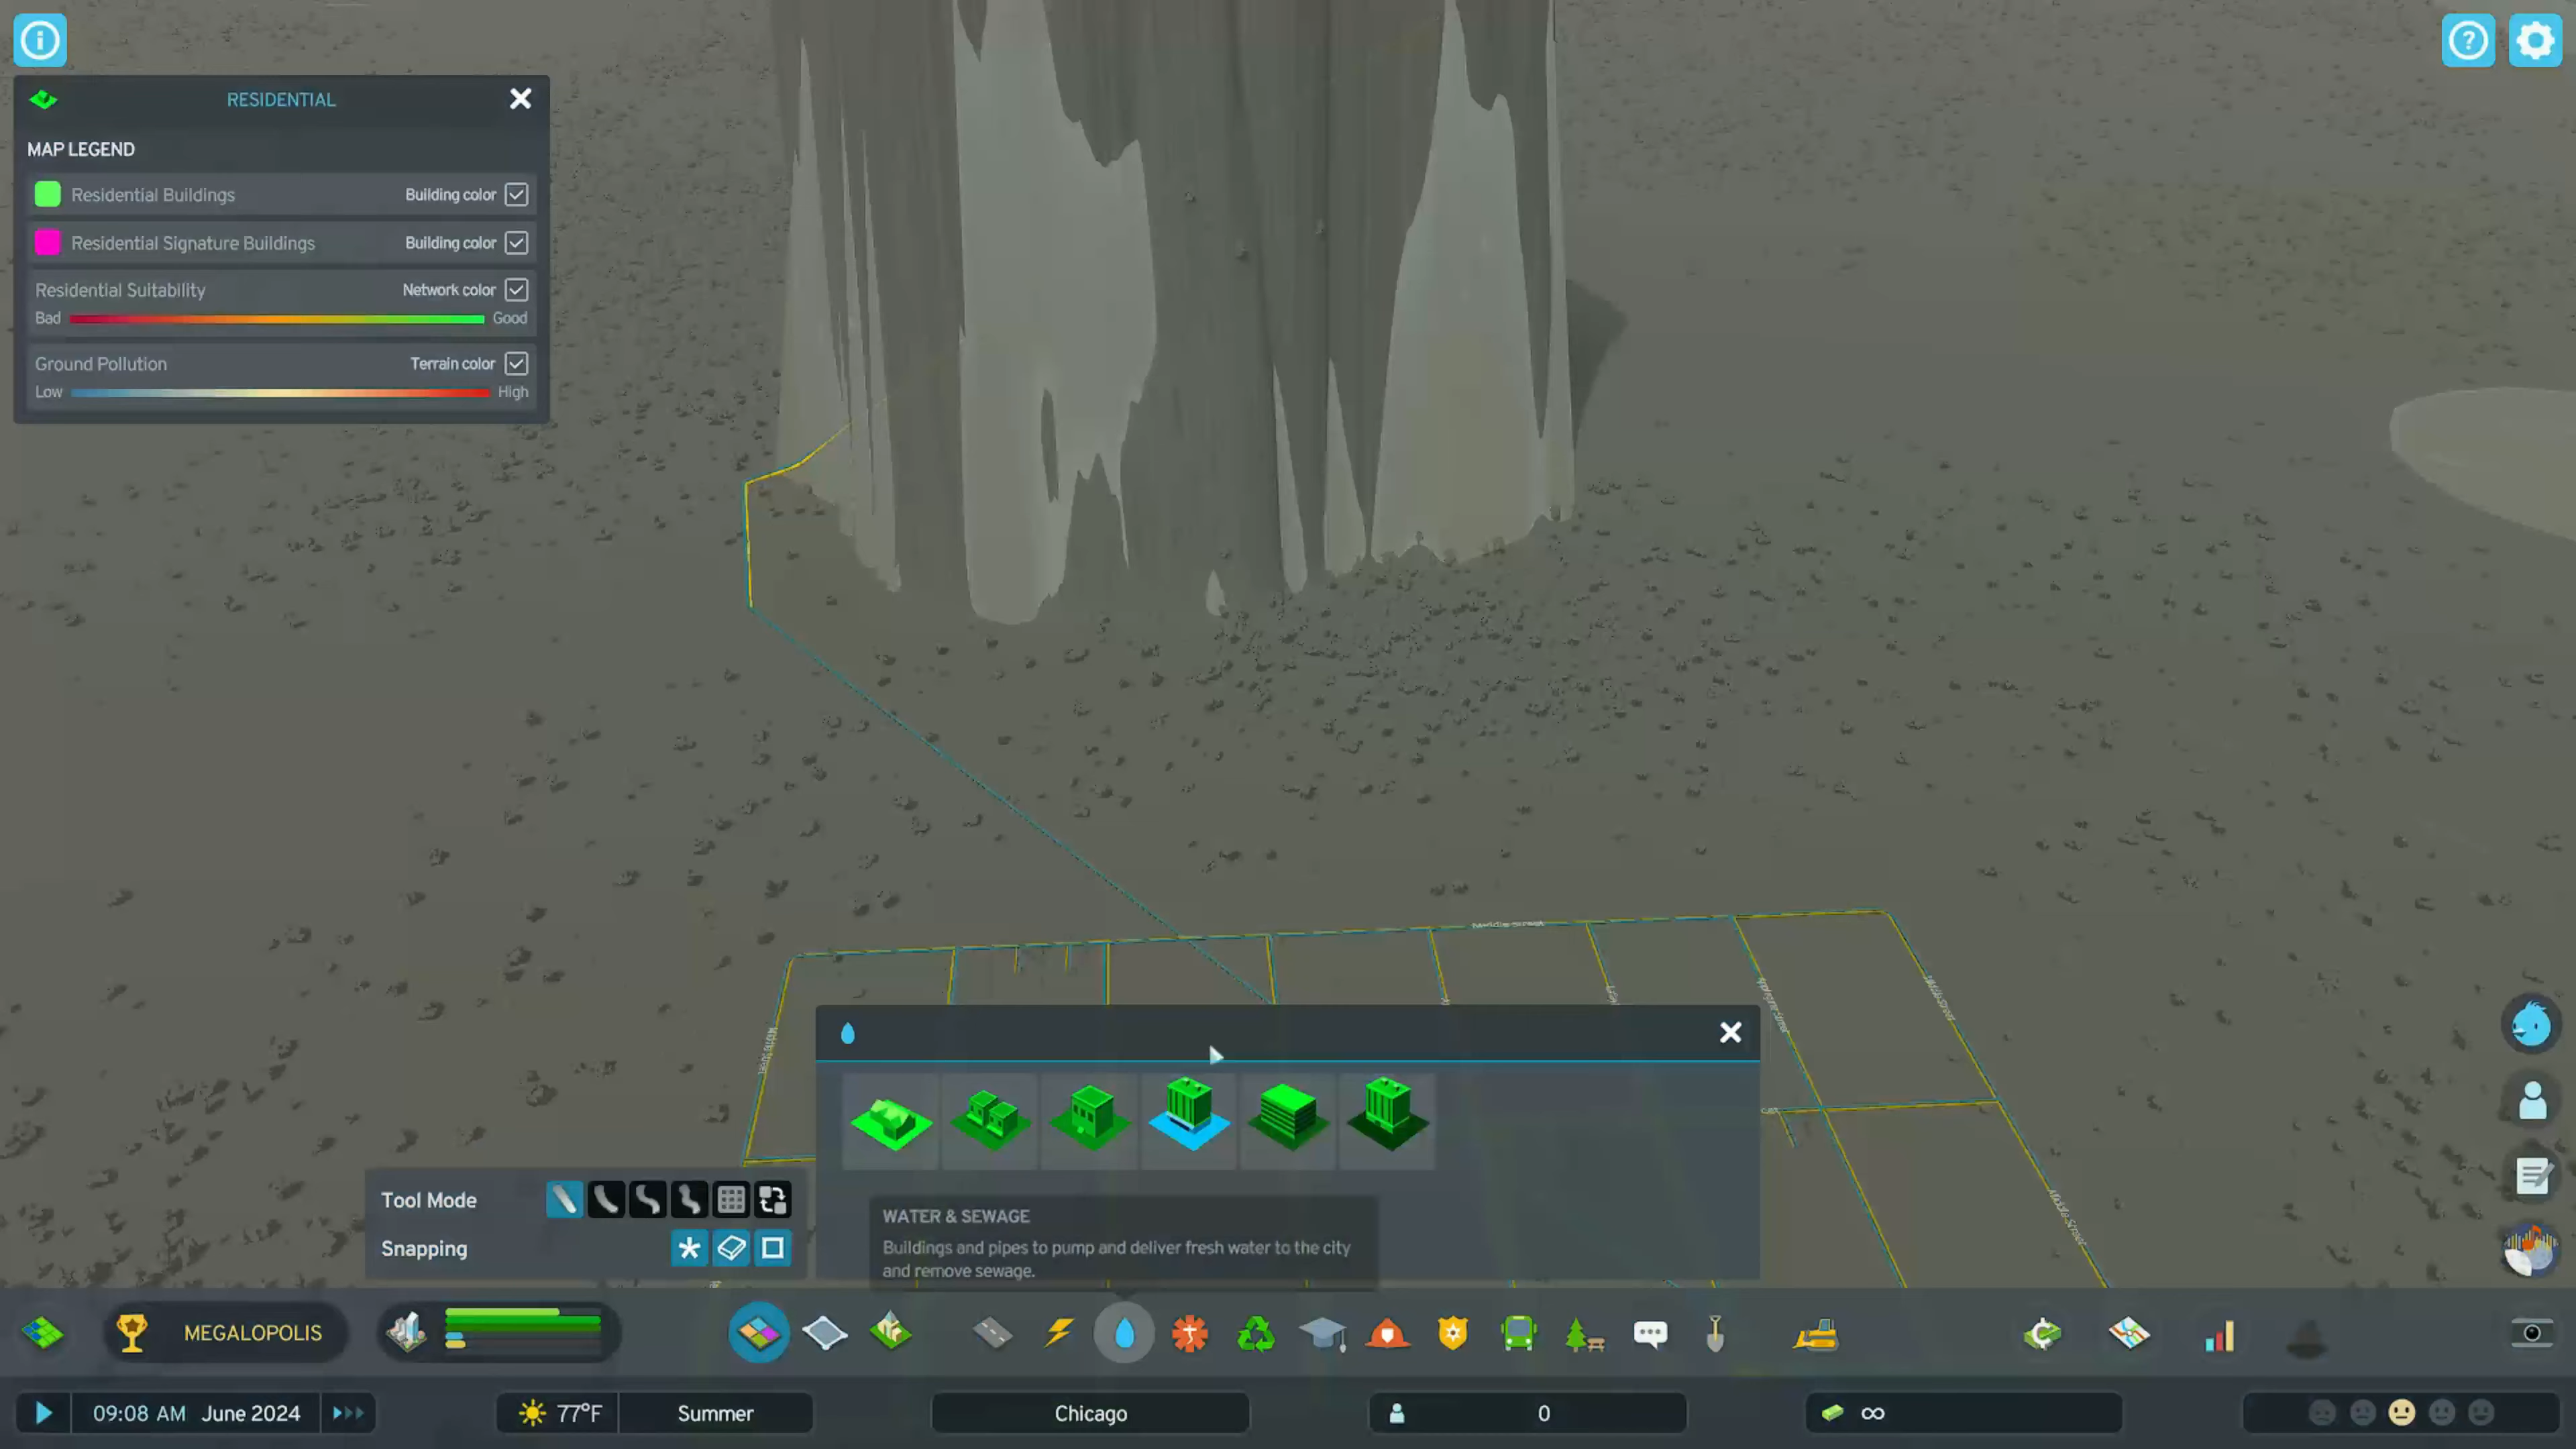 RESIDENTIAL
MAP LEGEND
Residential Buildings Building color
Residential Signature Buildings Building color
Residential Suitability Network color
Bad Good
Ground Pollution Terrain color
Low High
Tool Mode
Snapping
WATER & SEWAGE
Buildings and pipes to pump and deliver fresh water to the city
and remove sewage.
MEGALOPOLIS
09:08 AM June 2024
77°F
Summer
Chicago
0
∞